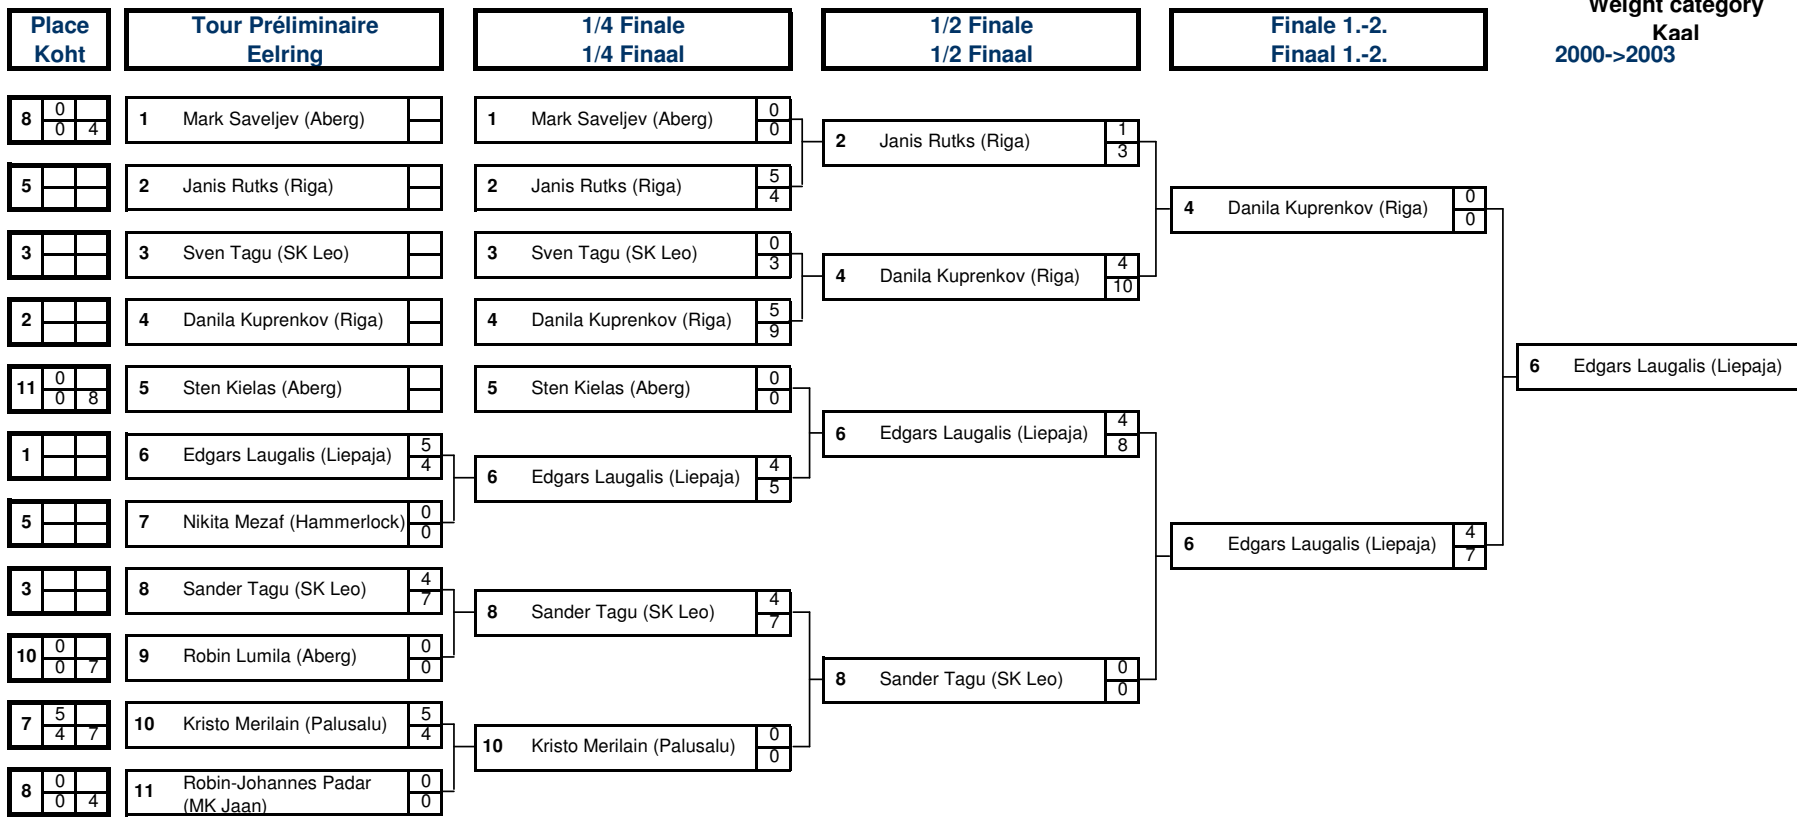 Weight category
Place Tour Préliminaire 1/4 Finale 1/2 Finale Finale 1.-2. Kaal
Koht Eelring 1/4 Finaal 1/2 Finaal Finaal 1.-2. 2000->2003
8 0 0 4 1 Mark Saveljev (Aberg) 1 Mark Saveljev (Aberg) 0 0
2 Janis Rutks (Riga) 1 3
5 2 Janis Rutks (Riga) 2 Janis Rutks (Riga) 5 4
4 Danila Kuprenkov (Riga) 0 0
3 3 Sven Tagu (SK Leo) 3 Sven Tagu (SK Leo) 0 3
4 Danila Kuprenkov (Riga) 4 10
2 4 Danila Kuprenkov (Riga) 4 Danila Kuprenkov (Riga) 5 9
6 Edgars Laugalis (Liepaja)
11 0 0 8 5 Sten Kielas (Aberg) 5 Sten Kielas (Aberg) 0 0
6 Edgars Laugalis (Liepaja) 4 8
1 6 Edgars Laugalis (Liepaja) 5 4
6 Edgars Laugalis (Liepaja) 4 5
5 7 Nikita Mezaf (Hammerlock) 0 0
6 Edgars Laugalis (Liepaja) 4 7
3 8 Sander Tagu (SK Leo) 4 7
8 Sander Tagu (SK Leo) 4 7
10 0 0 7 9 Robin Lumila (Aberg) 0 0
8 Sander Tagu (SK Leo) 0 0
7 5 4 7 10 Kristo Merilain (Palusalu) 5 4
10 Kristo Merilain (Palusalu) 0 0
8 0 0 4 11 Robin-Johannes Padar 0 0
(MK Jaan)